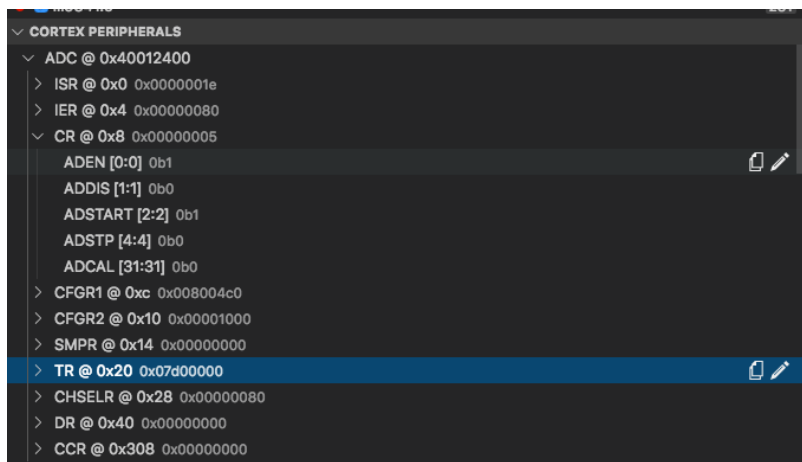 CORTEX PERIPHERALS
ADC @ 0x40012400
ISR @ 0x0 0x0000001e
IER @ 0x4 0x00000080
CR @ 0x8 0x00000005
ADEN [0:0] 0b1
ADDIS [1:1] 0b0
ADSTART [2:2] 0b1
ADSTP [4:4] 0b0
ADCAL [31:31] 0b0
CFGR1 @ 0xc 0x008004c0
CFGR2 @ 0x10 0x00001000
SMPR @ 0x14 0x00000000
TR @ 0x20 0x07d00000
CHSELR @ 0x28 0x00000080
DR @ 0x40 0x00000000
CCR @ 0x308 0x00000000